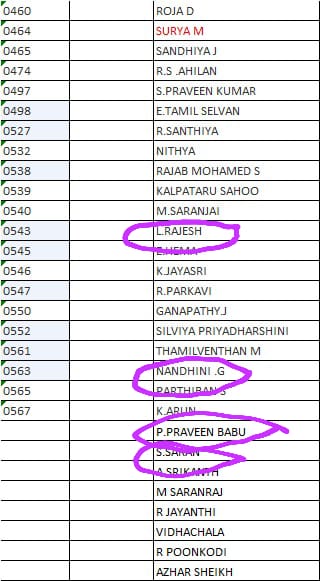 0460 ROJA D
0464 SURYA M
0465 SANDHIYA J
0474 R.S .AHILAN
0497 S.PRAVEEN KUMAR
0498 E.TAMIL SELVAN
0527 R.SANTHIYA
0532 NITHYA
0538 RAJAB MOHAMED S
0539 KALPATARU SAHOO
0540 M.SARANJAI
0543 L.RAJESH
0545 E.HEMA
0546 K.JAYASRI
0547 R.PARKAVI
0550 GANAPATHY.J
0552 SILVIYA PRIYADHARSHINI
0561 THAMILVENTHAN M
0563 NANDHINI .G
0565 PARTHIBAN S
0567 K.ARUN
P.PRAVEEN BABU
S.SARAN
A.SRIKANTH
M SARANRAJ
R JAYANTHI
VIDHACHALA
R POONKODI
AZHAR SHEIKH